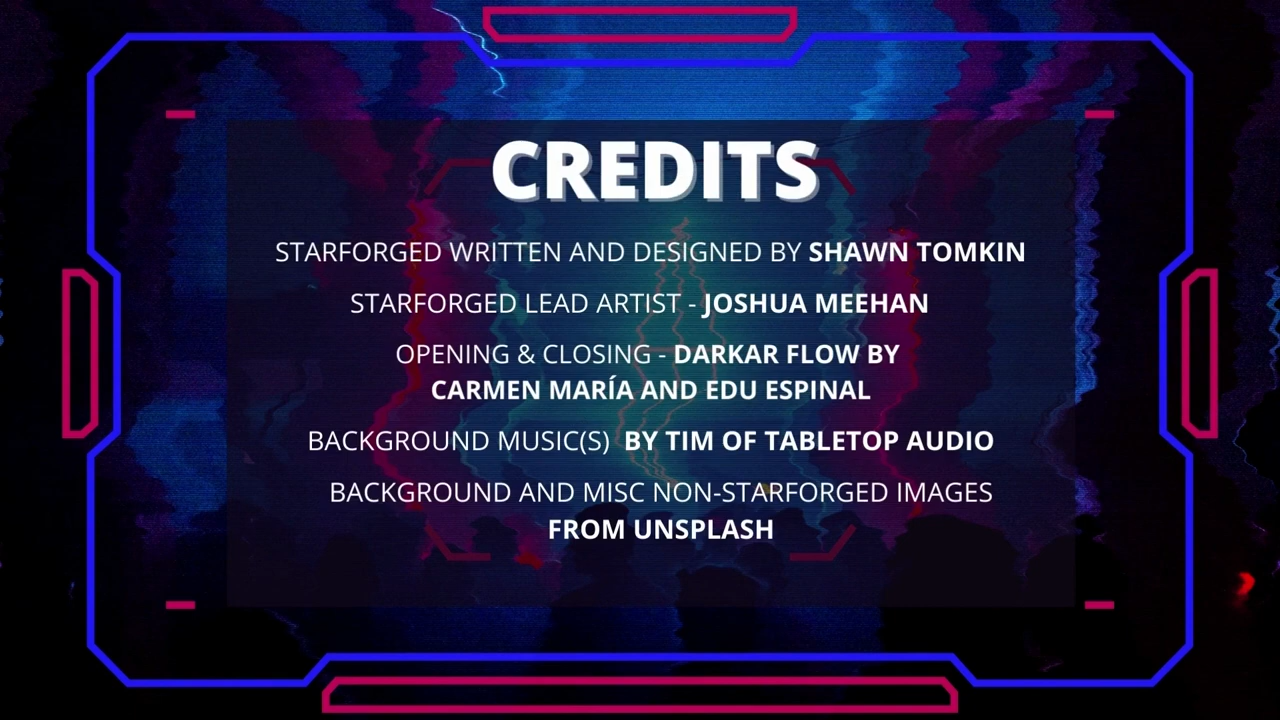 CREDITS
STARFORGED WRITTEN AND DESIGNED BY SHAWN TOMKIN
STARFORGED LEAD ARTIST - JOSHUA MEEHAN
OPENING & CLOSING - DARKAR FLOW BY
CARMEN MARÍA AND EDU ESPINAL
BACKGROUND MUSIC(S) BY TIM OF TABLETOP AUDIO
BACKGROUND AND MISC NON-STARFORGED IMAGES
FROM UNSPLASH